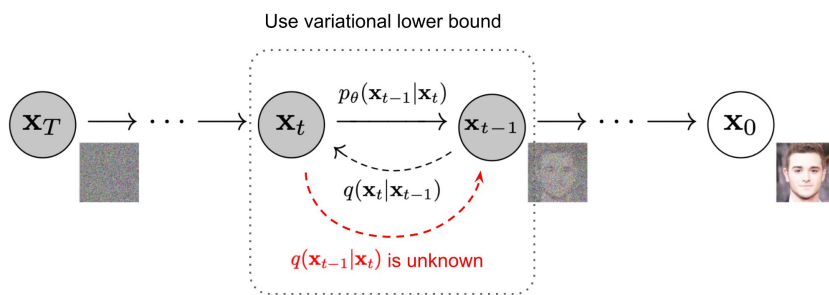 Use variational lower bound
x_T → ⋯ → x_t p_θ(x_{t−1}|x_t) x_{t−1} → ⋯ → x_0
q(x_t|x_{t−1})
q(x_{t−1}|x_t) is unknown